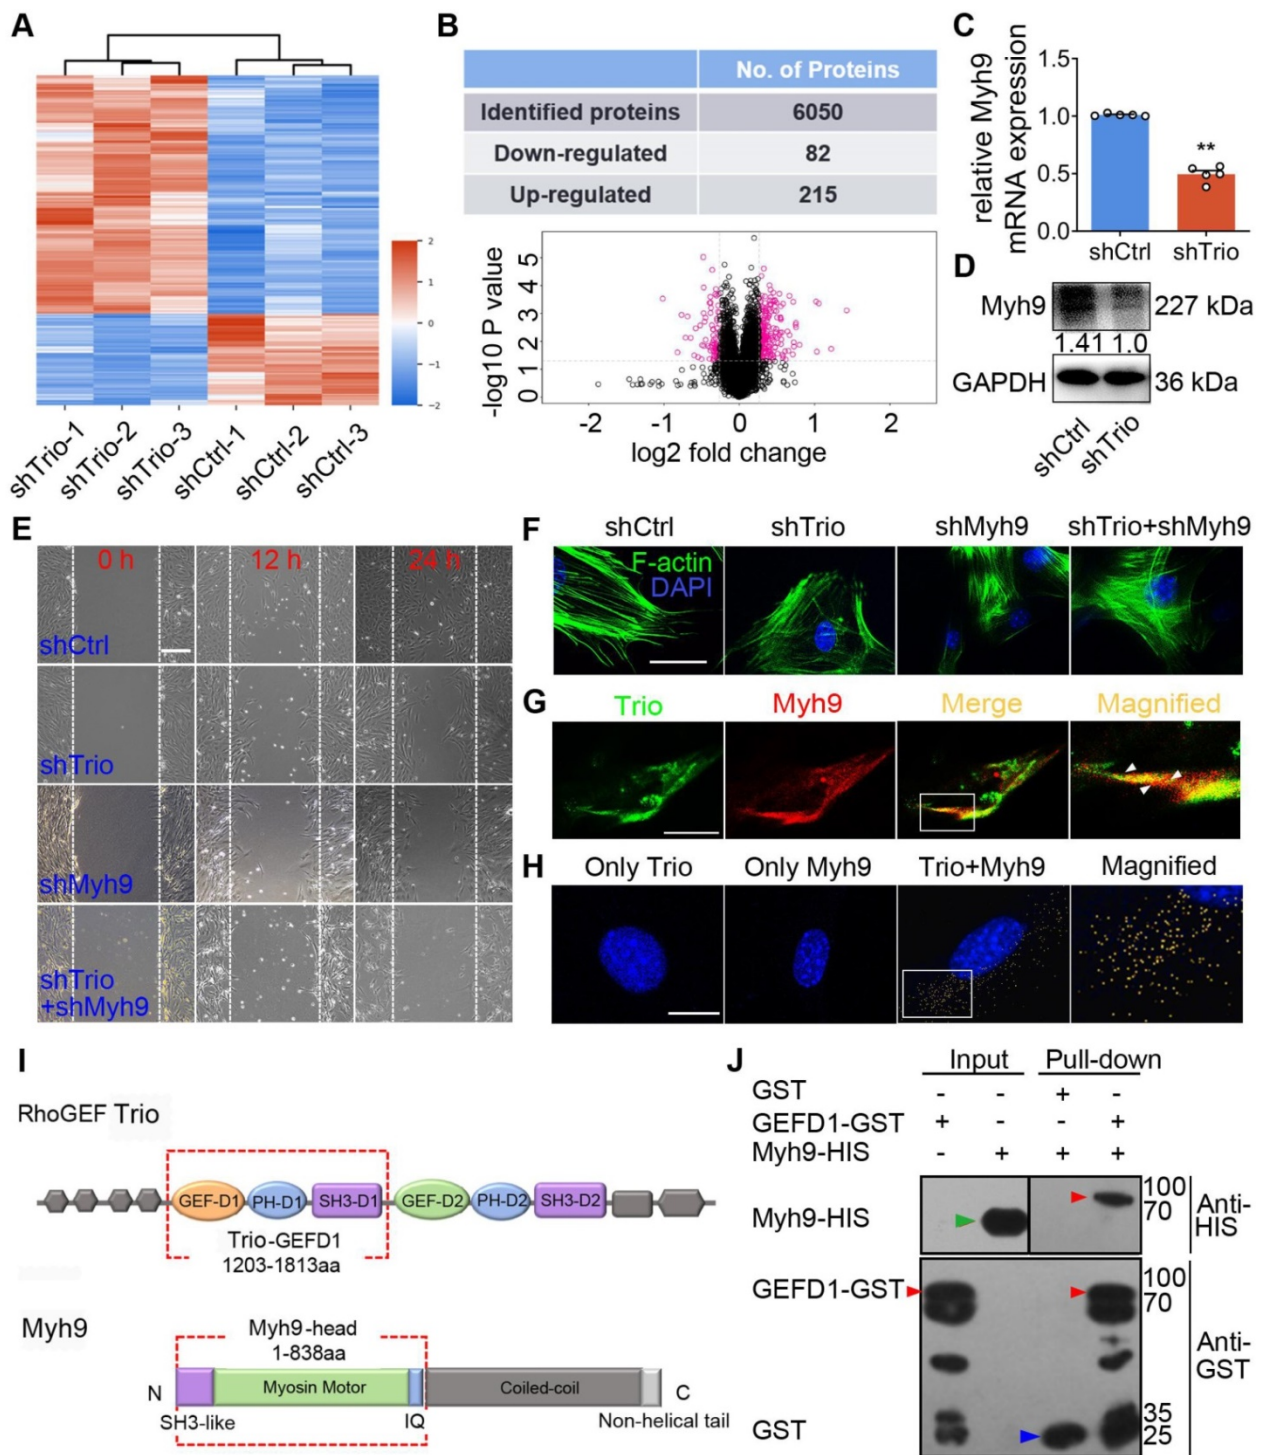 A
shTrio-1
shTrio-2
shTrio-3
shCtrl-1
shCtrl-2
shCtrl-3
2
1
0
−1
−2
B
No. of Proteins
Identified proteins 6050
Down-regulated 82
Up-regulated 215
-log10 P value
5
4
3
2
1
0
-2 -1 0 1 2
log2 fold change
C
relative Myh9
mRNA expression
1.5
1.0
0.5
0.0
**
shCtrl shTrio
D
Myh9 227 kDa
1.41 1.0
GAPDH 36 kDa
shCtrl
shTrio
E
0 h 12 h 24 h
shCtrl
shTrio
shMyh9
shTrio
+shMyh9
F
shCtrl shTrio shMyh9 shTrio+shMyh9
F-actin
DAPI
G
Trio Myh9 Merge Magnified
H
Only Trio Only Myh9 Trio+Myh9 Magnified
I
RhoGEF Trio
GEF-D1 PH-D1 SH3-D1 GEF-D2 PH-D2 SH3-D2
Trio-GEFD1
1203-1813aa
Myh9
Myh9-head
1-838aa
N Myosin Motor Coiled-coil C
SH3-like IQ Non-helical tail
J
Input Pull-down
GST - - + -
GEFD1-GST + - - +
Myh9-HIS - + + +
Myh9-HIS
100
70
Anti-
HIS
GEFD1-GST
100
70
Anti-
GST
35
25
GST